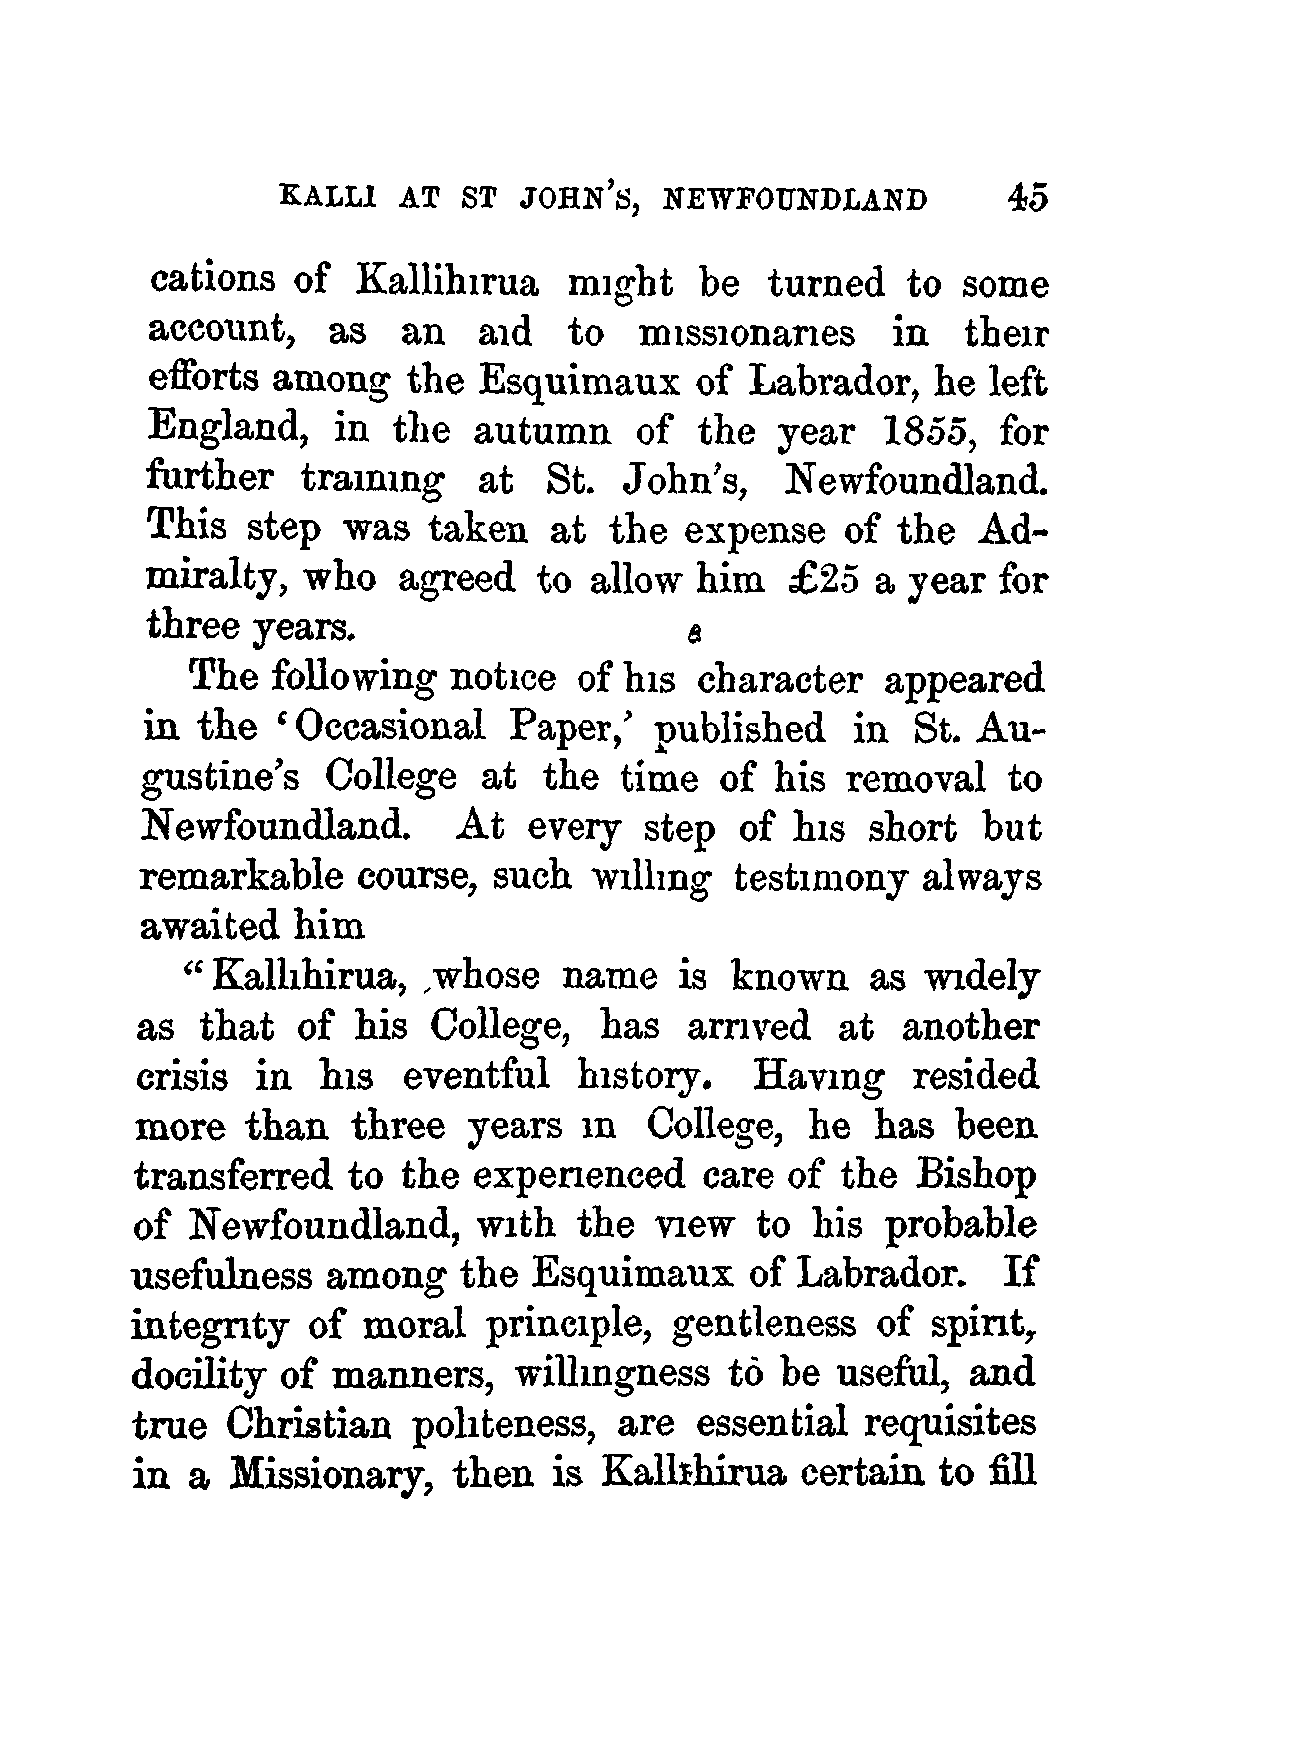 KALLI AT ST JOHN'S, NEWFOUNDLAND 45
cations of Kallihirua might be turned to some
account, as an aid to missionaries in their
efforts among the Esquimaux of Labrador, he left
England, in the autumn of the year 1855, for
further training at St. John's, Newfoundland.
This step was taken at the expense of the Ad-
miralty, who agreed to allow him £25 a year for
three years.
The following notice of his character appeared
in the 'Occasional Paper,' published in St. Au-
gustine's College at the time of his removal to
Newfoundland. At every step of his short but
remarkable course, such willing testimony always
awaited him
"Kallihirua, whose name is known as widely
as that of his College, has arrived at another
crisis in his eventful history. Having resided
more than three years in College, he has been
transferred to the experienced care of the Bishop
of Newfoundland, with the view to his probable
usefulness among the Esquimaux of Labrador. If
integrity of moral principle, gentleness of spirit,
docility of manners, willingness to be useful, and
true Christian politeness, are essential requisites
in a Missionary, then is Kallihirua certain to fill